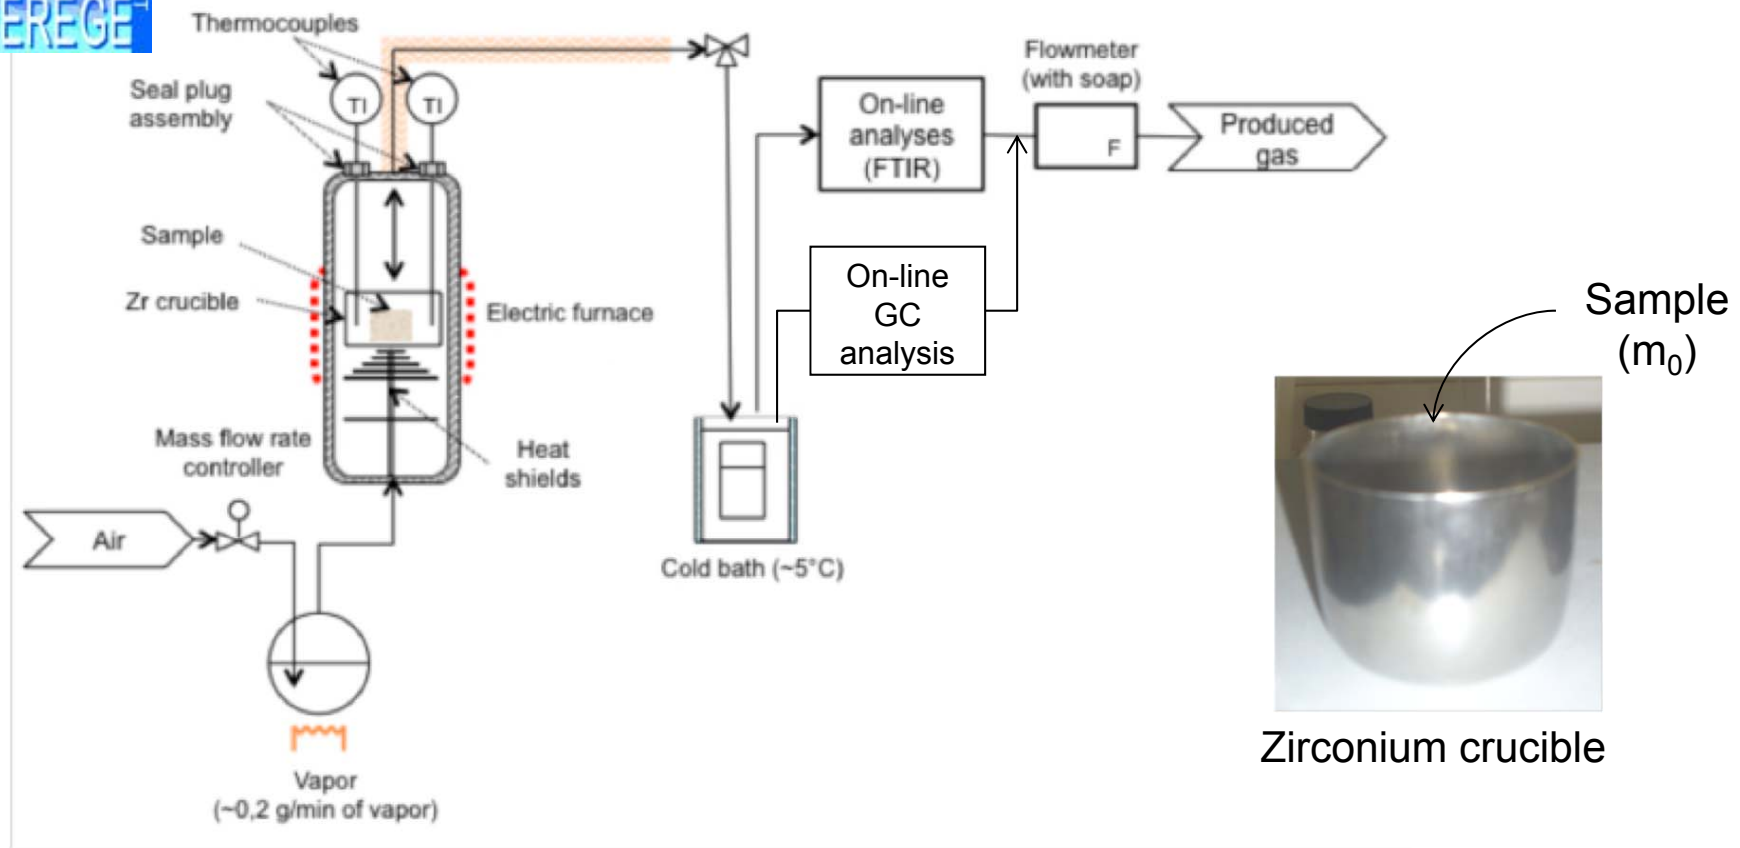 EREGE
Thermocouples
Seal plug
assembly
TI
TI
Sample
Zr crucible
Electric furnace
Mass flow rate
controller
Heat
shields
Air
Vapor
(~0,2 g/min of vapor)
Cold bath (~5°C)
On-line
analyses
(FTIR)
On-line
GC
analysis
Flowmeter
(with soap)
F
Produced
gas
Sample
(m₀)
Zirconium crucible